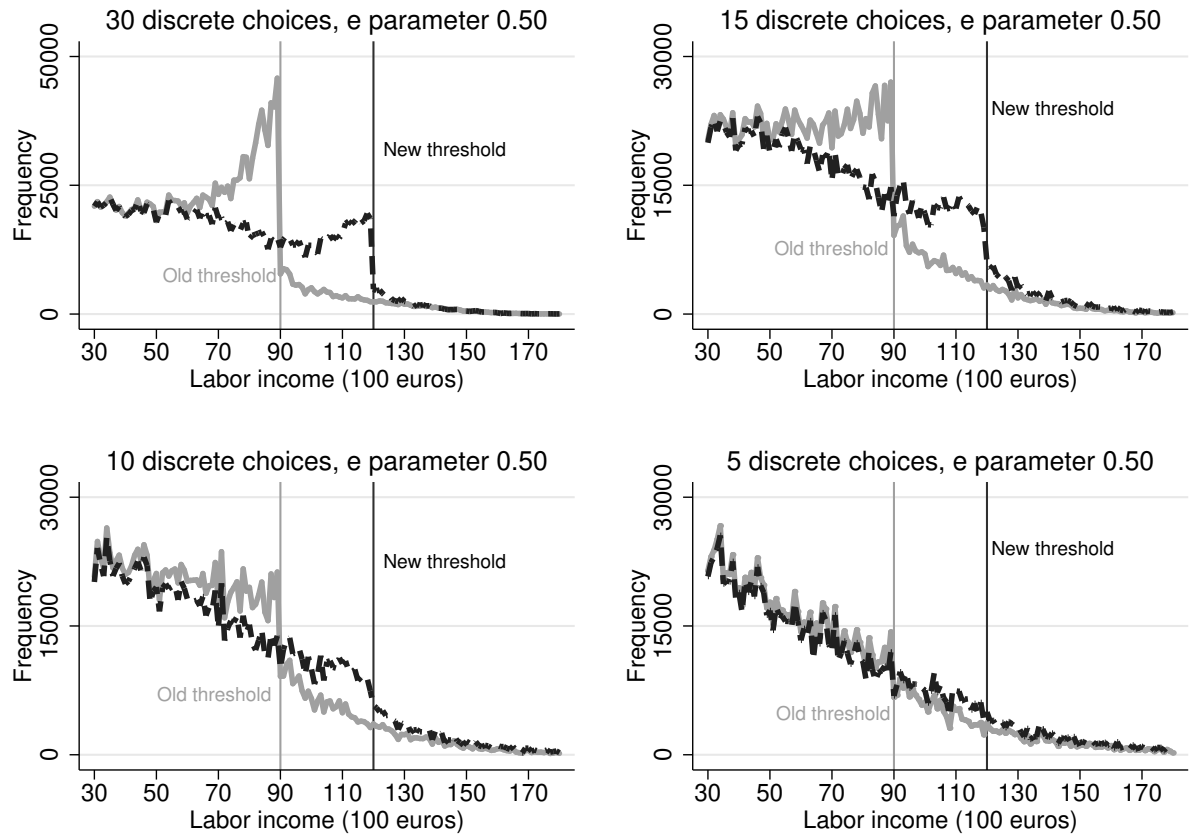 30 discrete choices, e parameter 0.50
50000
25000
0
Frequency
New threshold
Old threshold
30 50 70 90 110 130 150 170
Labor income (100 euros)
15 discrete choices, e parameter 0.50
30000
15000
0
Frequency
New threshold
Old threshold
30 50 70 90 110 130 150 170
Labor income (100 euros)
10 discrete choices, e parameter 0.50
30000
15000
0
Frequency
New threshold
Old threshold
30 50 70 90 110 130 150 170
Labor income (100 euros)
5 discrete choices, e parameter 0.50
30000
15000
0
Frequency
New threshold
Old threshold
30 50 70 90 110 130 150 170
Labor income (100 euros)